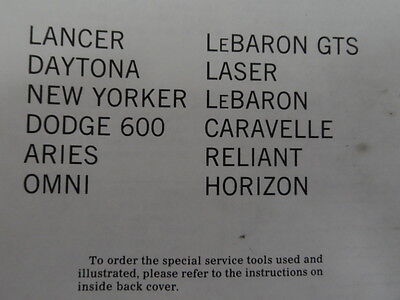 LANCER LeBARON GTS
DAYTONA LASER
NEW YORKER LeBARON
DODGE 600 CARAVELLE
ARIES RELIANT
OMNI HORIZON
To order the special service tools used and
illustrated, please refer to the instructions on
inside back cover.